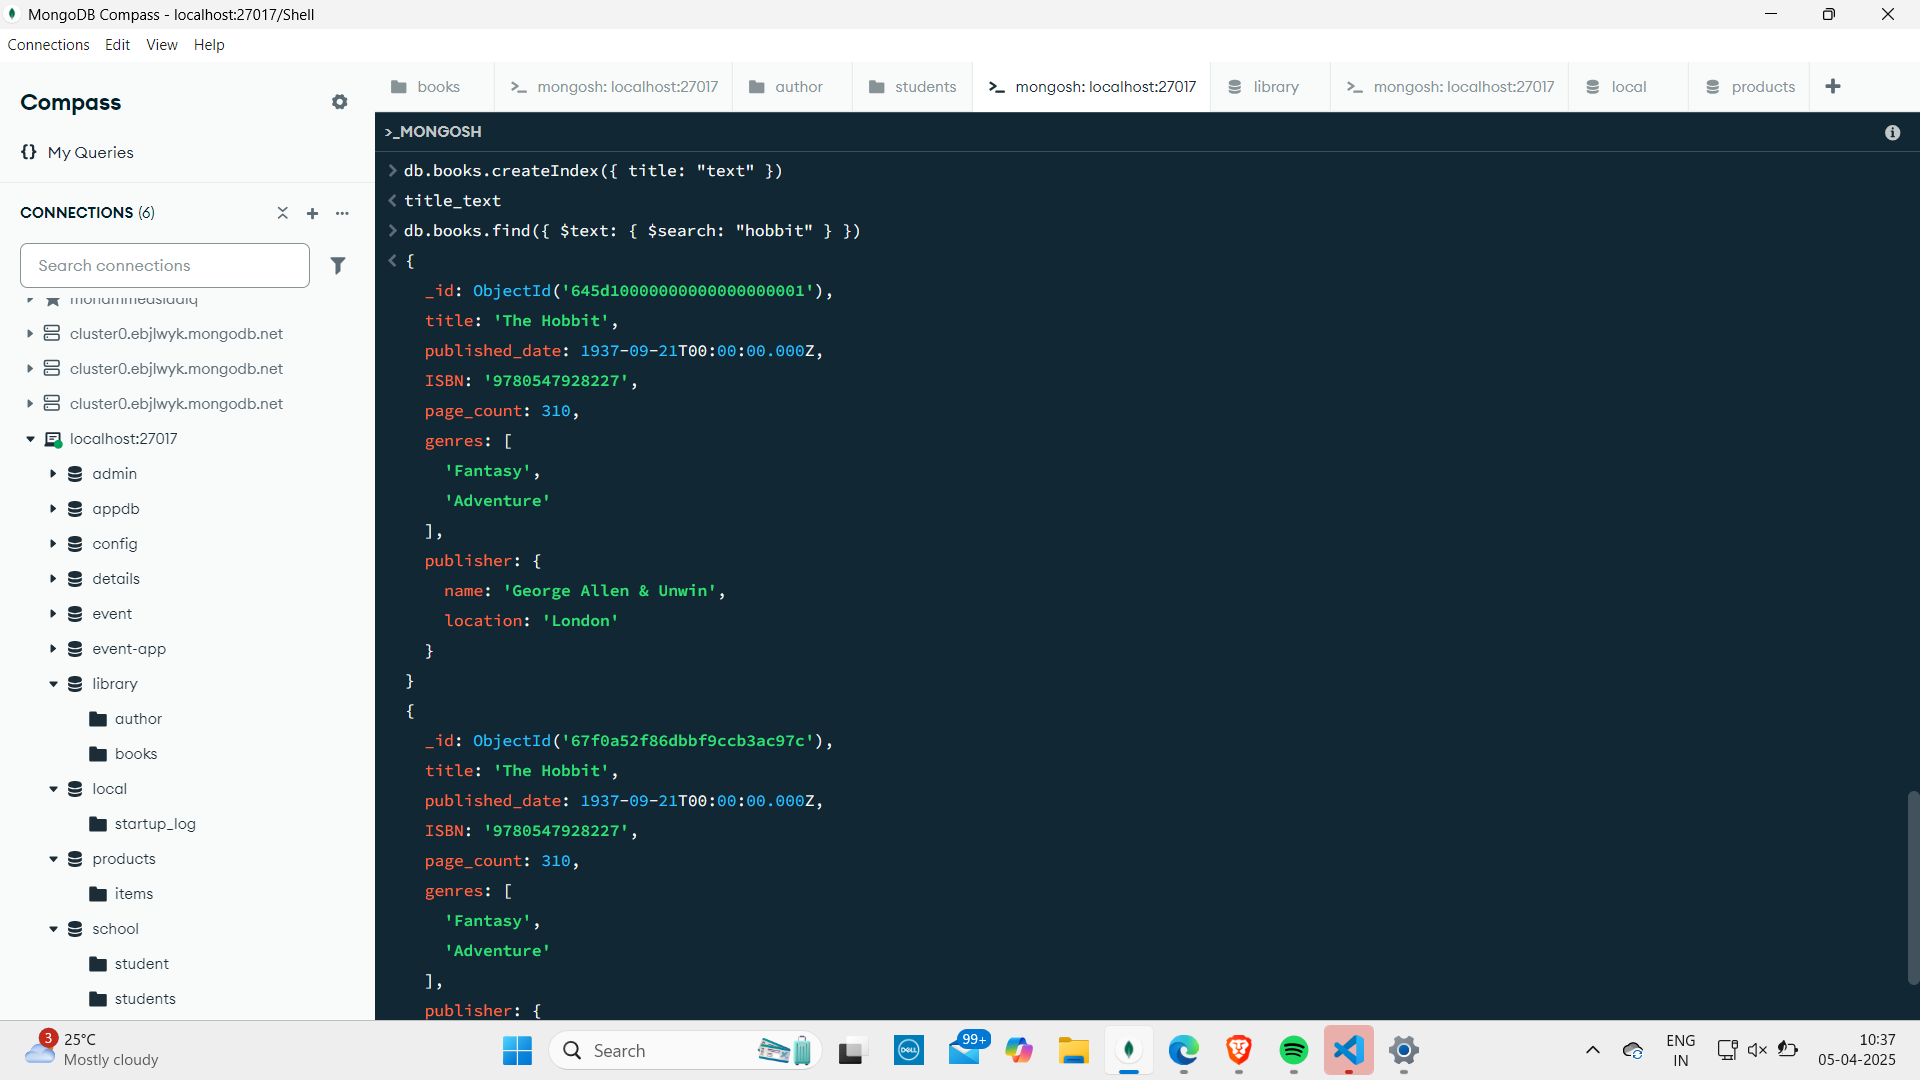 MongoDB Compass - localhost:27017/Shell
Connections Edit View Help
Compass
My Queries
CONNECTIONS (6)
Search connections
mohammedsiddiq
cluster0.ebjlwyk.mongodb.net
cluster0.ebjlwyk.mongodb.net
cluster0.ebjlwyk.mongodb.net
localhost:27017
admin
appdb
config
details
event
event-app
library
author
books
local
startup_log
products
items
school
student
students
books
mongosh: localhost:27017
author
students
mongosh: localhost:27017
library
mongosh: localhost:27017
local
products
>_MONGOSH
> db.books.createIndex({ title: "text" })
< title_text
> db.books.find({ $text: { $search: "hobbit" } })
< {
_id: ObjectId('645d10000000000000000001'),
title: 'The Hobbit',
published_date: 1937-09-21T00:00:00.000Z,
ISBN: '9780547928227',
page_count: 310,
genres: [
'Fantasy',
'Adventure'
],
publisher: {
name: 'George Allen & Unwin',
location: 'London'
}
}
{
_id: ObjectId('67f0a52f86dbbf9ccb3ac97c'),
title: 'The Hobbit',
published_date: 1937-09-21T00:00:00.000Z,
ISBN: '9780547928227',
page_count: 310,
genres: [
'Fantasy',
'Adventure'
],
publisher: {
3
25°C
Mostly cloudy
Search
DELL
99+
ENG
IN
10:37
05-04-2025